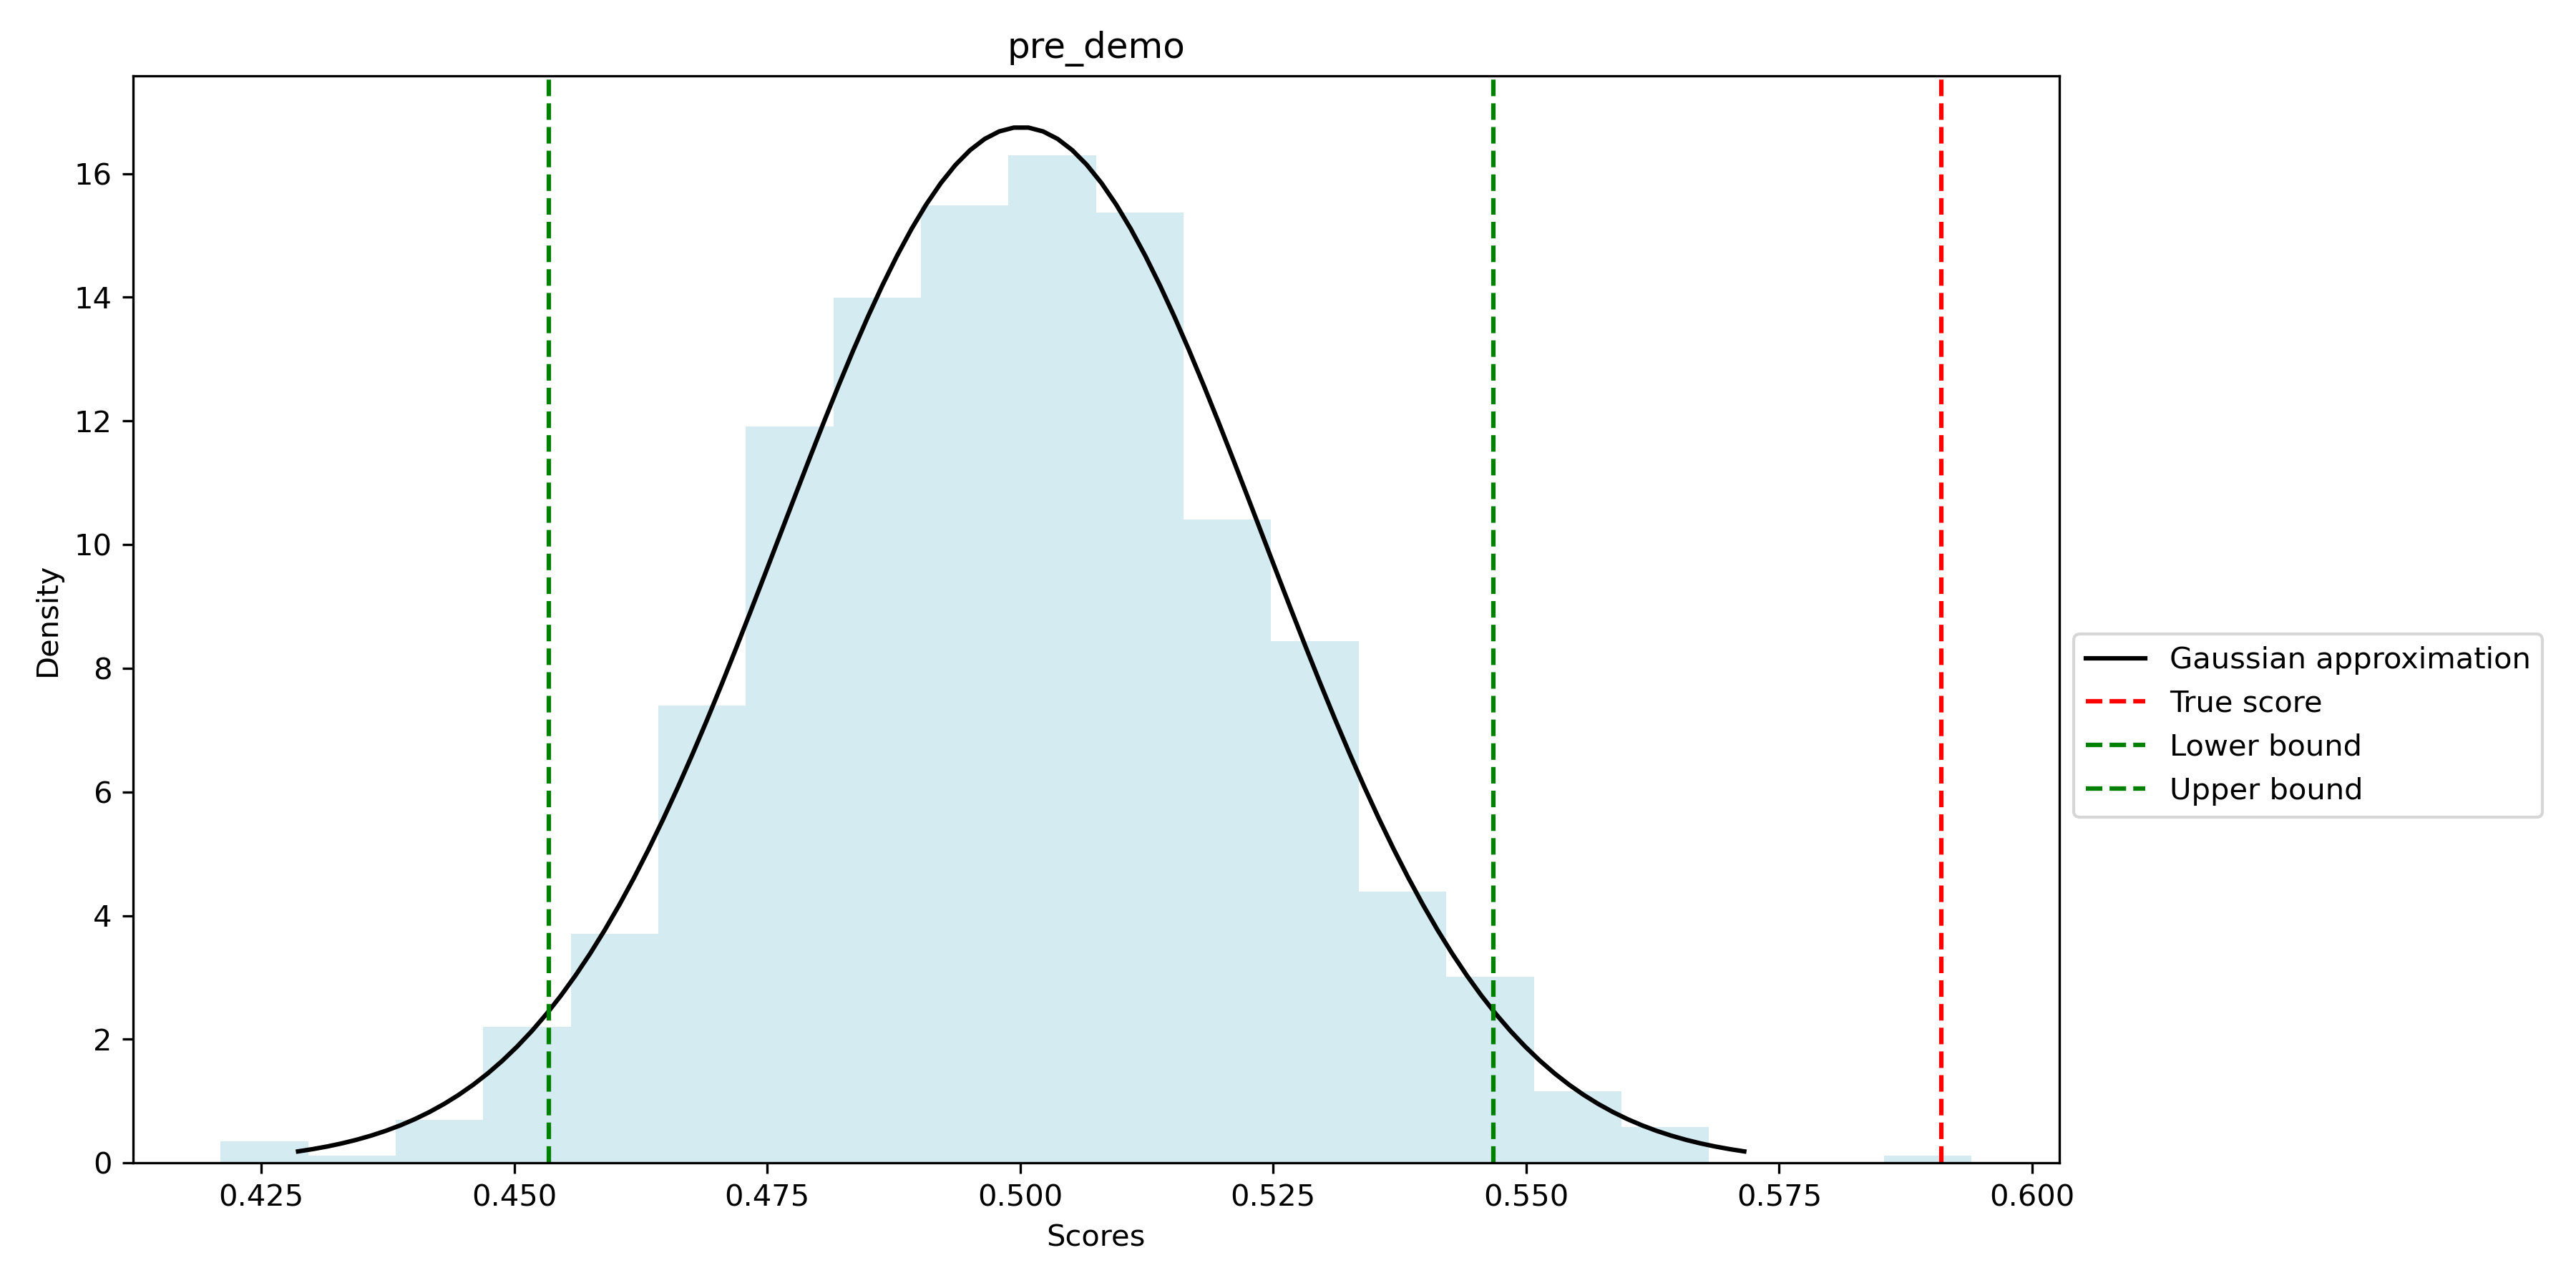 pre_demo
16
14
12
10
8
6
4
2
0
Density
0.425 0.450 0.475 0.500 0.525 0.550 0.575 0.600
Scores
Gaussian approximation
True score
Lower bound
Upper bound